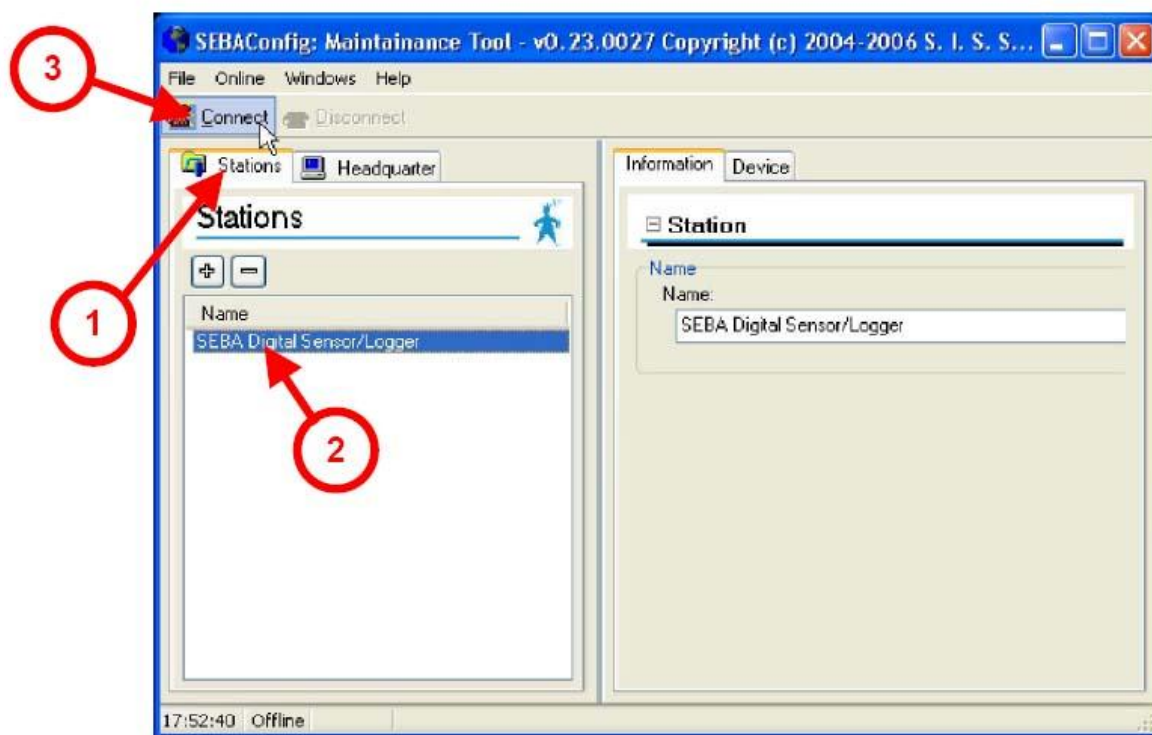 SEBAConfig: Maintainance Tool - v0.23.0027 Copyright (c) 2004-2006 S. I. S. S...
3
File Online Windows Help
Connect Disconnect
Stations Headquarter
Information Device
Stations
Station
Name
Name:
1
Name
SEBA Digital Sensor/Logger
SEBA Digital Sensor/Logger
2
17:52:40 Offline